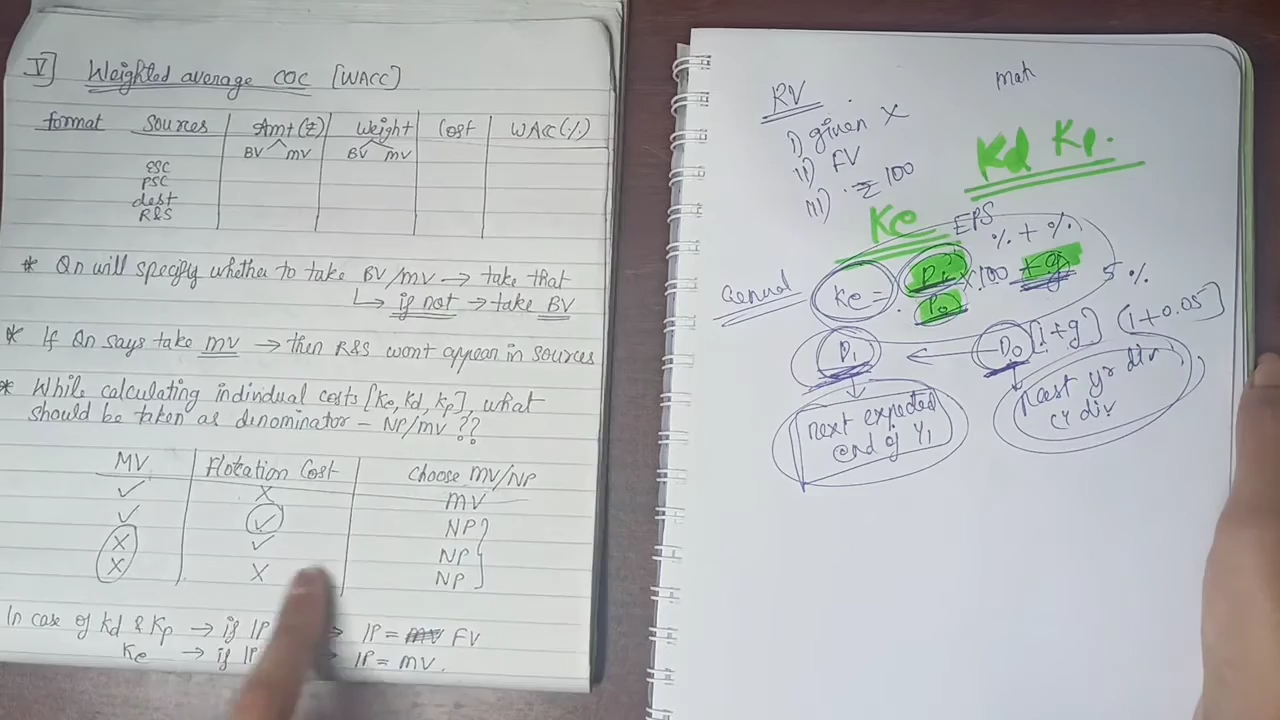 V] Weighted average COC [WACC]
format Sources Amt(₹) Weight Cost WACC(%)
BV MV BV MV
ESC
PSC
debt
R&S
* Qn will specify whether to take BV/MV → take that
↳ if not → take BV
* If Qn says take MV → then R&S wont appear in sources
* While calculating individual costs [Ke, Kd, Kp], what
should be taken as denominator - NP/MV ??
MV Flotation Cost Choose MV/NP
✓ X MV
✓ ✓ NP
X ✓ NP
X X NP
In case of Kd & Kp → if IP → IP = FV
Ke → if IP → IP = MV.
RV
i) given X
ii) FV
iii) 100
Kd Kp.
Ke
EPS
% + %
General Ke = D1 / P0 x 100 + g 5 %
D1 ← D0 [1+g] (1+0.05]
next expected
end of Y1
Past yr div
cy div